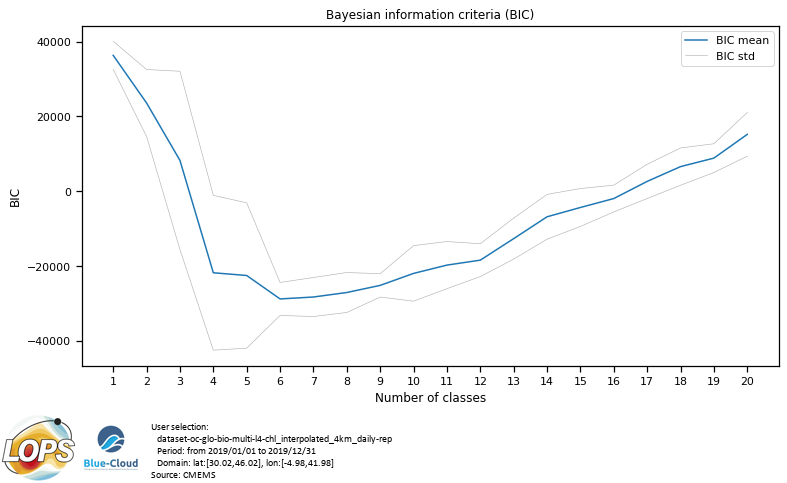 Bayesian information criteria (BIC)
BIC mean
BIC std
BIC
40000
20000
0
−20000
−40000
1 2 3 4 5 6 7 8 9 10 11 12 13 14 15 16 17 18 19 20
Number of classes
LOPS
Blue-Cloud
User selection:
dataset-oc-glo-bio-multi-l4-chl_interpolated_4km_daily-rep
Period: from 2019/01/01 to 2019/12/31
Domain: lat:[30.02,46.02], lon:[-4.98,41.98]
Source: CMEMS